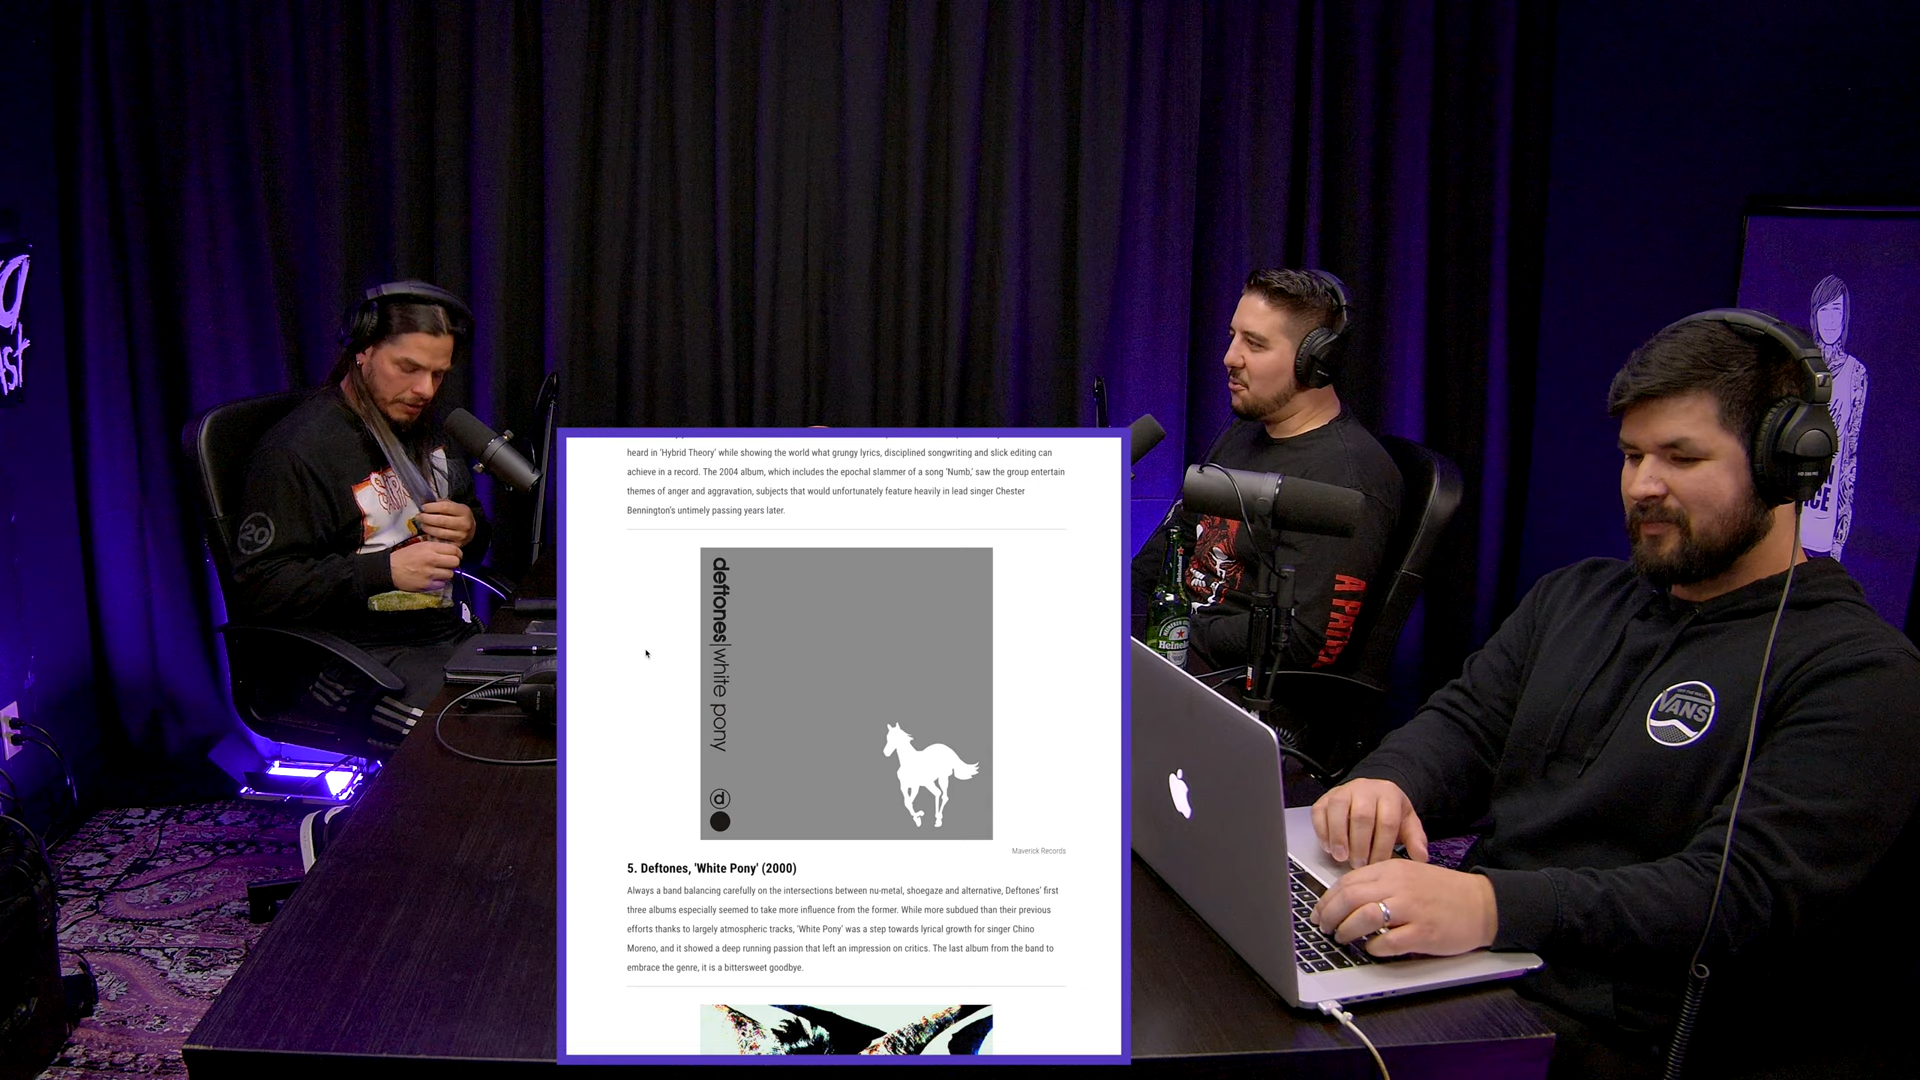 heard in 'Hybrid Theory' while showing the world what grungy lyrics, disciplined songwriting and slick editing can
achieve in a record. The 2004 album, which includes the epochal slammer of a song 'Numb,' saw the group entertain
themes of anger and aggravation, subjects that would unfortunately feature heavily in lead singer Chester
Bennington's untimely passing years later.
deftones|white pony
d
Maverick Records
5. Deftones, 'White Pony' (2000)
Always a band balancing carefully on the intersections between nu-metal, shoegaze and alternative, Deftones' first
three albums especially seemed to take more influence from the former. While more subdued than their previous
efforts thanks to largely atmospheric tracks, 'White Pony' was a step towards lyrical growth for singer Chino
Moreno, and it showed a deep running passion that left an impression on critics. The last album from the band to
embrace the genre, it is a bittersweet goodbye.
20
Heineken
VANS